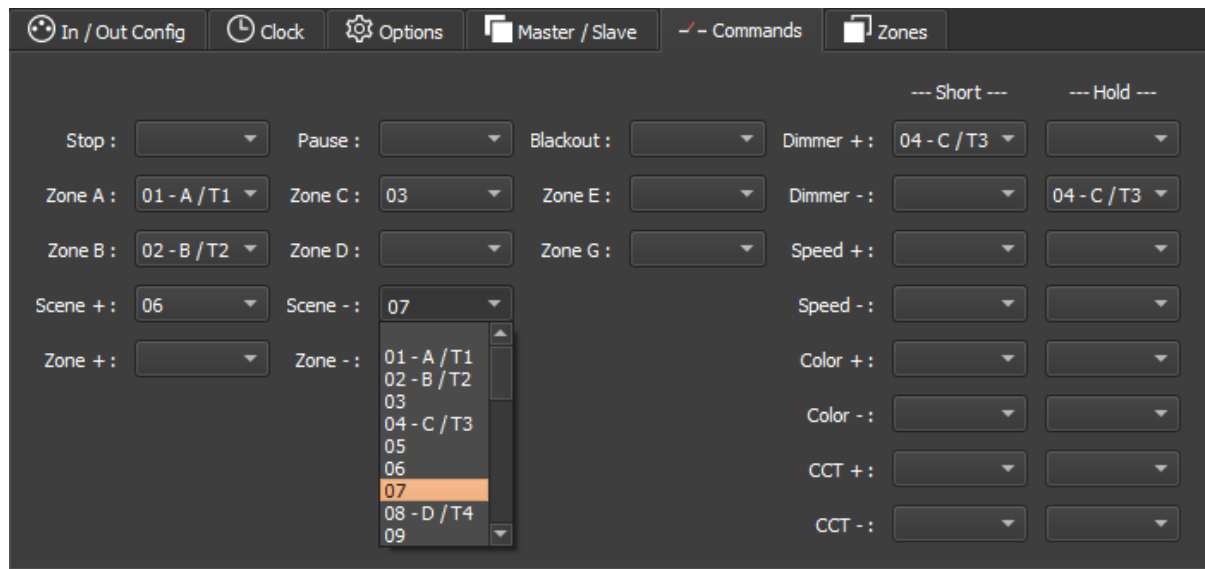 In / Out Config Clock Options Master / Slave Commands Zones
--- Short --- --- Hold ---
Stop : Pause : Blackout : Dimmer + : 04 - C / T3
Zone A : 01 - A / T1 Zone C : 03 Zone E : Dimmer - : 04 - C / T3
Zone B : 02 - B / T2 Zone D : Zone G : Speed + :
Scene + : 06 Scene - : 07 Speed - :
Zone + : Zone - : Color + :
01 - A / T1
02 - B / T2
03
04 - C / T3
05
06
07
08 - D / T4
09
Color - :
CCT + :
CCT - :